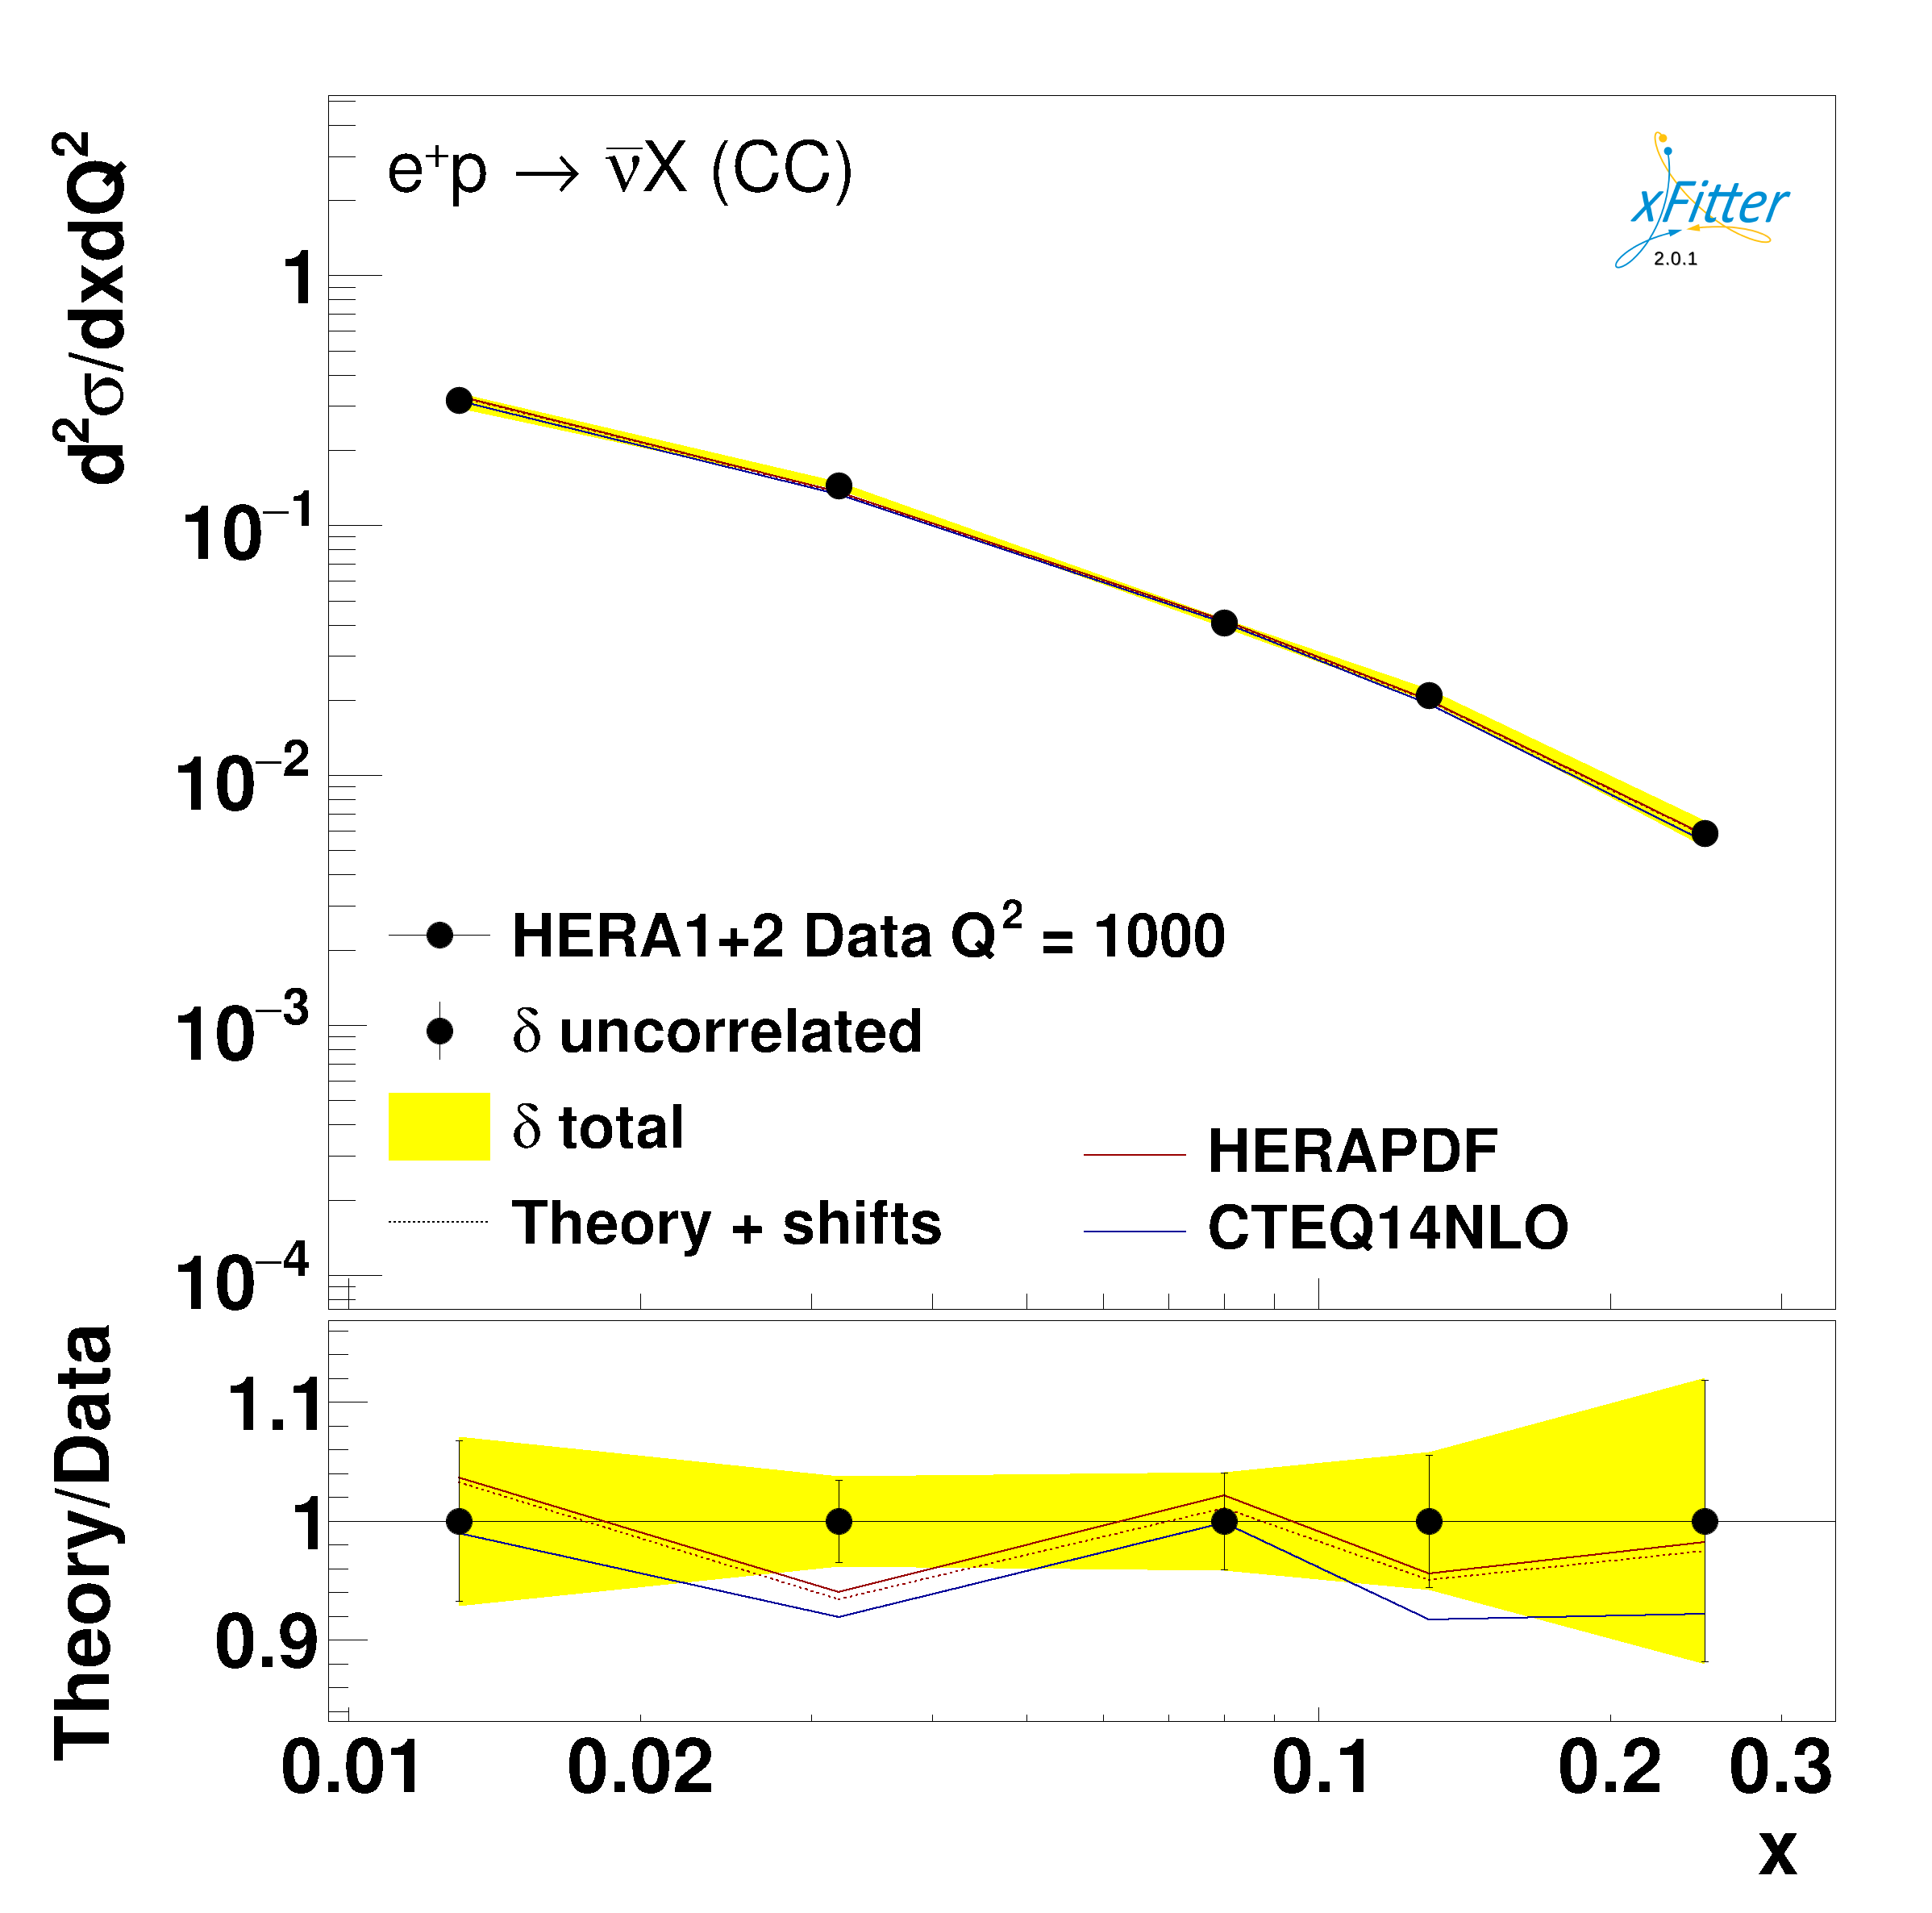 d²σ/dxdQ²
e⁺p → ν̅X (CC)
xFitter
2.0.1
1
10⁻¹
10⁻²
10⁻³
10⁻⁴
HERA1+2 Data Q² = 1000
δ uncorrelated
δ total
Theory + shifts
HERAPDF
CTEQ14NLO
Theory/Data
1.1
1
0.9
0.01 0.02 0.1 0.2 0.3
x